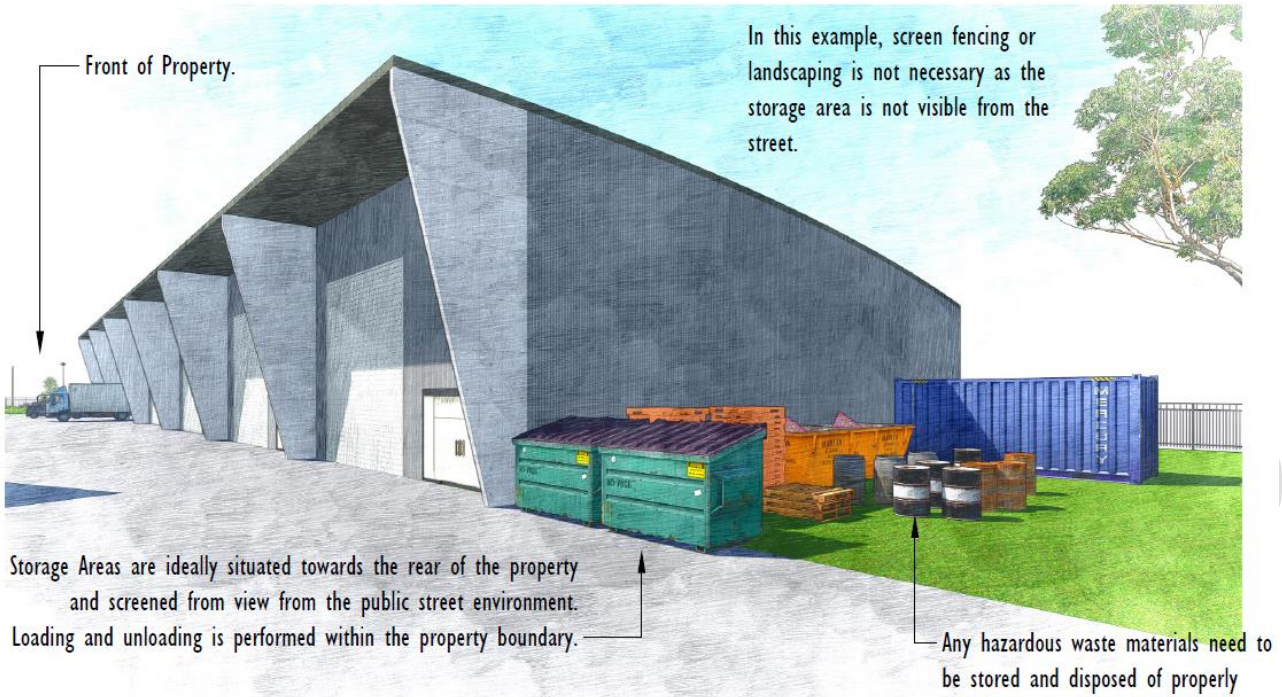 Front of Property.
In this example, screen fencing or
landscaping is not necessary as the
storage area is not visible from the
street.
Storage Areas are ideally situated towards the rear of the property
and screened from view from the public street environment.
Loading and unloading is performed within the property boundary.
Any hazardous waste materials need to
be stored and disposed of properly